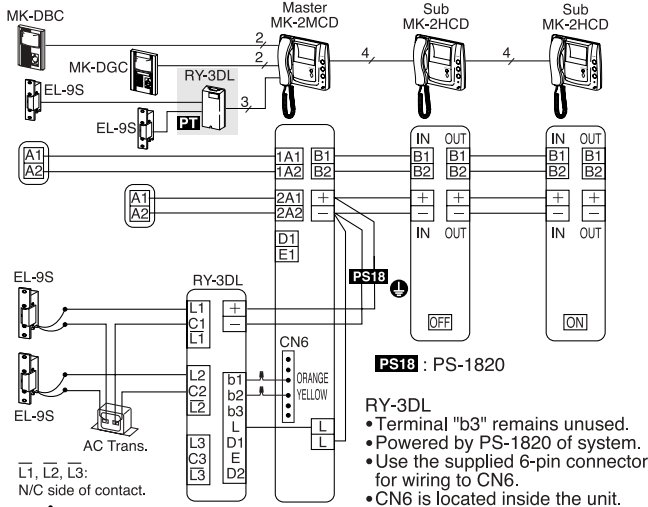 MK-DBC
Master
MK-2MCD
Sub
MK-2HCD
Sub
MK-2HCD
2
2
4
4
MK-DGC
RY-3DL
EL-9S
3
EL-9S
PT
IN OUT
IN OUT
A1
A2
1A1 B1
1A2 B2
B1 B1
B2 B2
B1 B1
B2 B2
A1
A2
2A1 +
2A2 −
+ +
− −
+ +
− −
IN OUT
IN OUT
D1
E1
EL-9S
RY-3DL
PS18
L1 +
C1 −
L1
OFF
ON
CN6
PS18 : PS-1820
L2
C2
L2
b1
b2
b3
L
D1
E
D2
ORANGE
YELLOW
L
L
EL-9S
AC Trans.
L3
C3
L3
L1, L2, L3:
N/C side of contact.
RY-3DL
•Terminal "b3" remains unused.
•Powered by PS-1820 of system.
•Use the supplied 6-pin connector
for wiring to CN6.
•CN6 is located inside the unit.